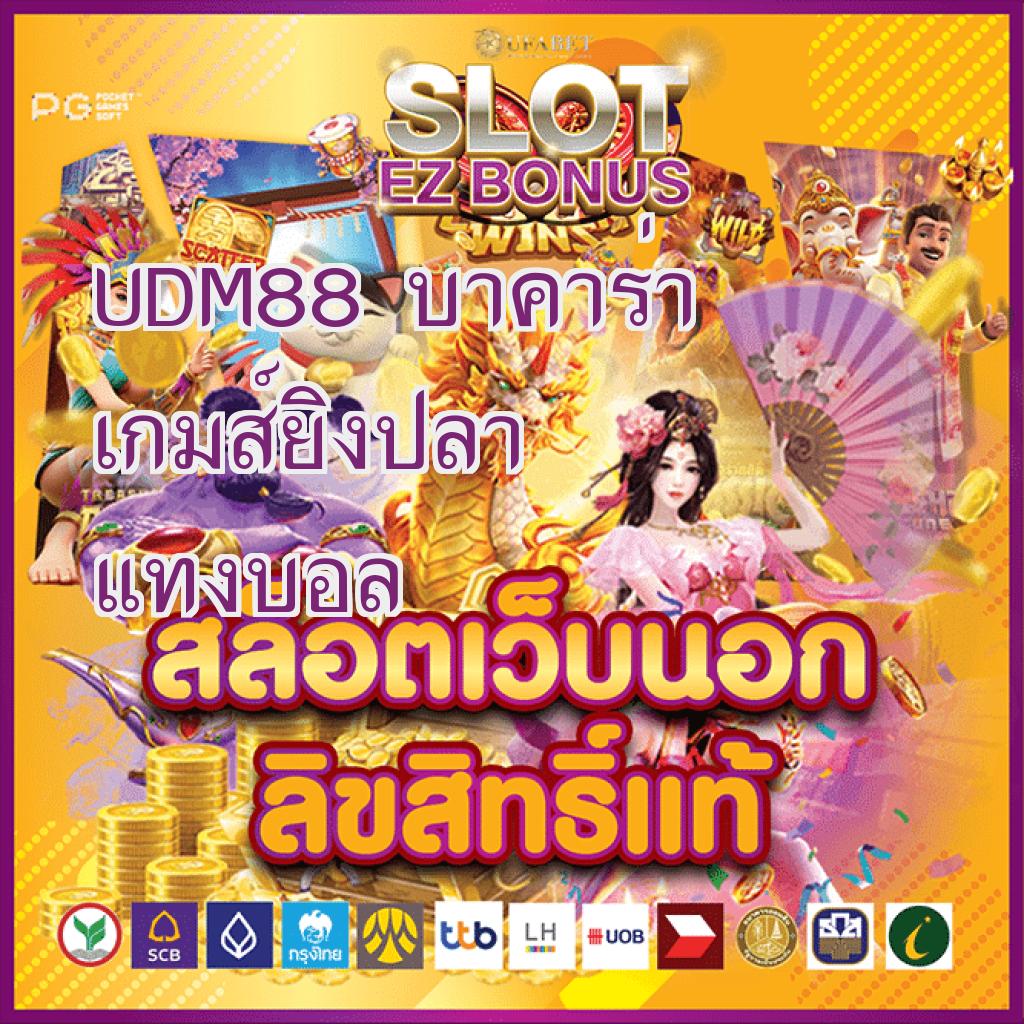 UFABET
PG POCKET GAMES SOFT
SLOT
EZ BONUS
WINS
WILD
SCATTER
UDM88 บาคาร่า
เกมส์ยิงปลา
แทงบอล
สล็อตเว็บนอก
ลิขสิทธิ์แท้
SCB
กรุงไทย
ttb
LH
UOB